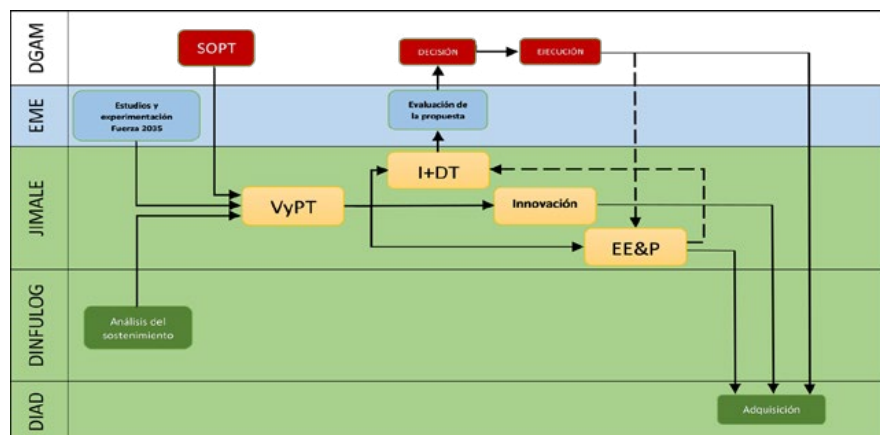 DGAM
SOPT
DECISIÓN
EJECUCIÓN
EME
Estudios y
experimentación
Fuerza 2035
Evaluación de
la propuesta
JIMALE
I+DT
VyPT
Innovación
EE&P
DINFULOG
Análisis del
sostenimiento
DIAD
Adquisición